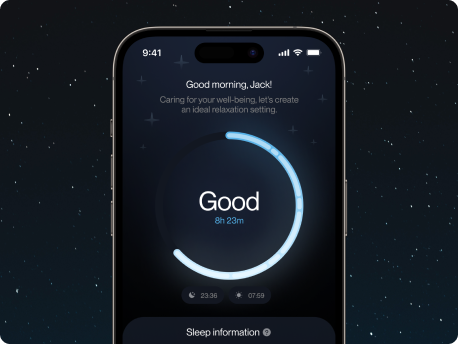 9:41
Good morning, Jack!
Caring for your well-being, let's create
an ideal relaxation setting.
Good
8h 23m
23:36 07:59
Sleep information ?